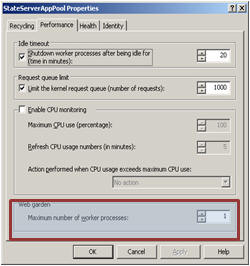 StateServerAppPool Properties
Recycling Performance Health Identity
Idle timeout
Shutdown worker processes after being idle for
(time in minutes):
20
Request queue limit
Limit the kernel request queue (number of requests):
1000
Enable CPU monitoring
Maximum CPU use (percentage):
100
Refresh CPU usage numbers (in minutes):
5
Action performed when CPU usage exceeds maximum CPU use:
No action
Web garden
Maximum number of worker processes:
1
OK Cancel Apply Help